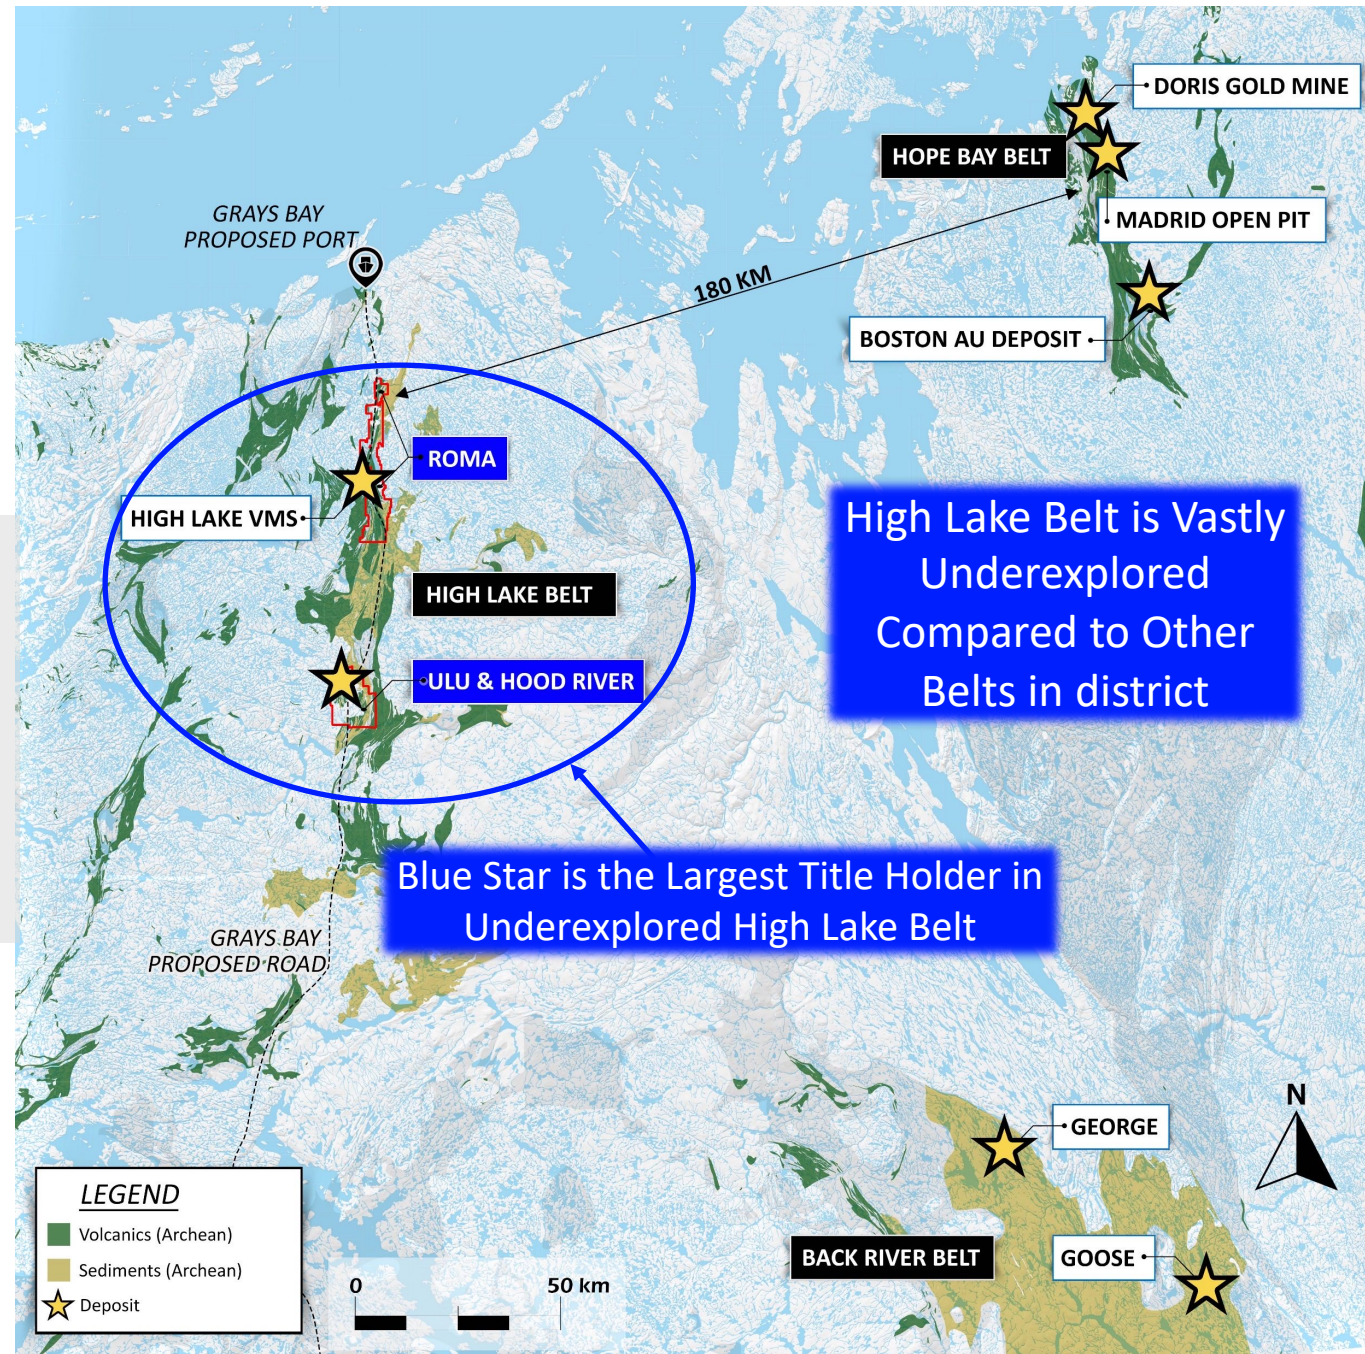 DORIS GOLD MINE
HOPE BAY BELT
MADRID OPEN PIT
GRAYS BAY
PROPOSED PORT
180 KM
BOSTON AU DEPOSIT
ROMA
HIGH LAKE VMS
High Lake Belt is Vastly
Underexplored
Compared to Other
Belts in district
HIGH LAKE BELT
ULU & HOOD RIVER
Blue Star is the Largest Title Holder in
Underexplored High Lake Belt
GRAYS BAY
PROPOSED ROAD
N
GEORGE
BACK RIVER BELT
GOOSE
LEGEND
Volcanics (Archean)
Sediments (Archean)
Deposit
0 50 km